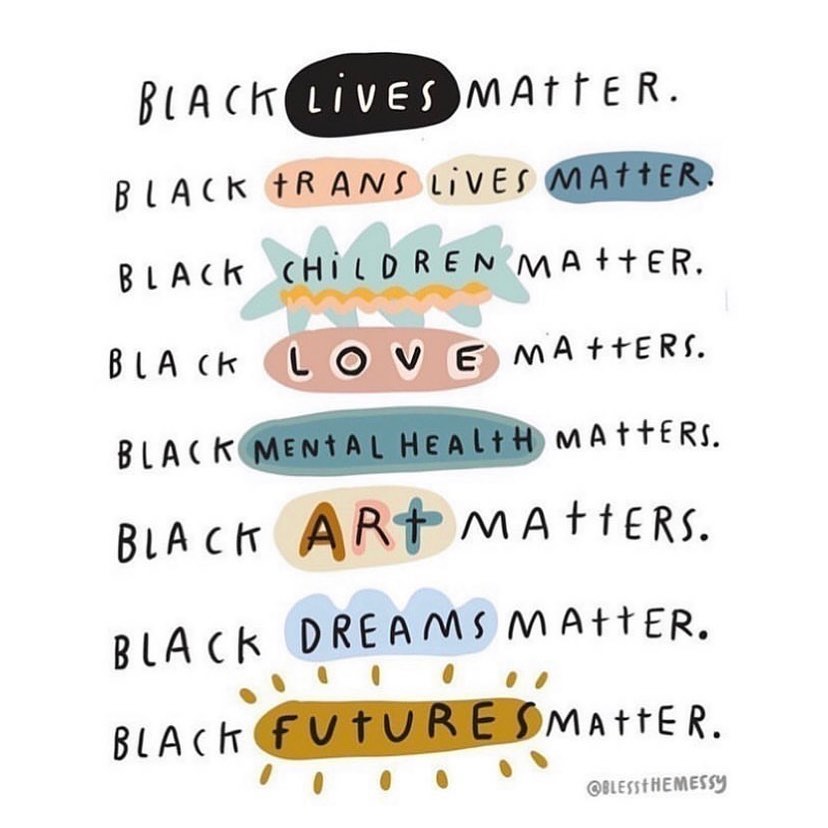 BLACK LIVES MATTER.
BLACK TRANS LIVES MATTER.
BLACK CHILDREN MATTER.
BLACK LOVE MATTERS.
BLACK MENTAL HEALTH MATTERS.
BLACK ART MATTERS.
BLACK DREAMS MATTER.
BLACK FUTURES MATTER.
@BLESSTHEMESSY